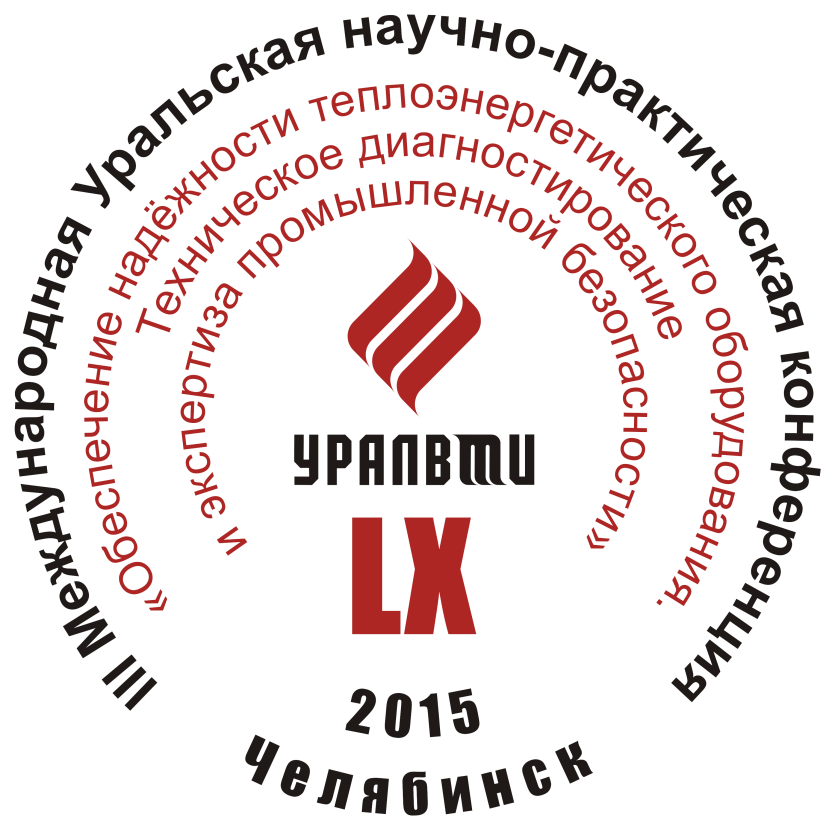 III Международная Уральская научно-практическая конференция
«Обеспечение надёжности теплоэнергетического оборудования.
Техническое диагностирование
и экспертиза промышленной безопасности»
УРАЛВТИ
LX
2015
Челябинск